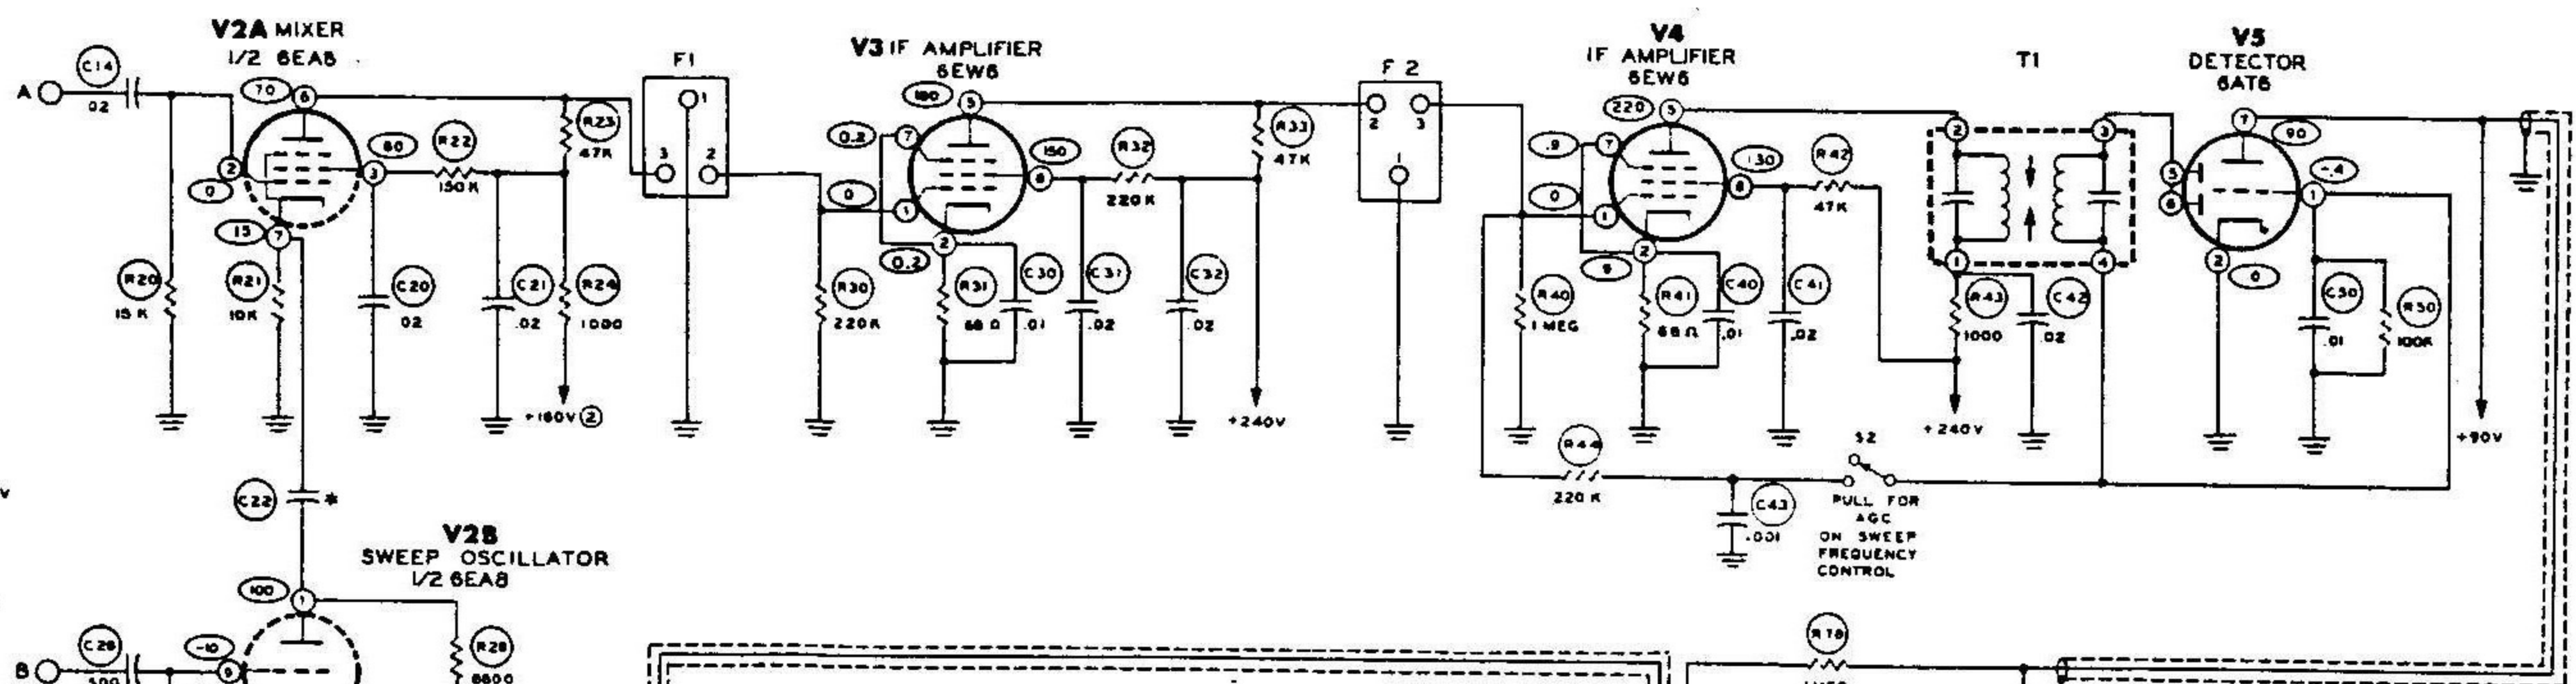 V2A MIXER
1/2 6EA8
C14
.02
A
70
6
2
0
60
3
15
7
R22
150K
R23
47K
R20
15 K
R21
10K
C20
.02
C21
.02
R24
1000
+160V ②
F1
1
3
2
V3 IF AMPLIFIER
6EW6
180
5
0.2
7
0
1
150
6
R32
220K
R33
47K
2
0.2
R30
220K
R31
68 Ω
C30
.01
C31
.02
C32
.02
+240V
F 2
2
3
1
V4
IF AMPLIFIER
6EW6
220
5
.9
7
0
1
130
6
R42
47K
2
R40
1 MEG
R41
68 Ω
C40
.01
C41
.02
T1
2
3
1
4
R43
1000
C42
.02
+240V
V5
DETECTOR
6AT6
7
90
5
6
.4
1
2
0
C50
.01
R50
100K
+90V
R44
220 K
C43
.001
S2
PULL FOR
AGC
ON SWEEP
FREQUENCY
CONTROL
C22
*
V2B
SWEEP OSCILLATOR
1/2 6EA8
100
1
B
-10
9
R28
6800
R78